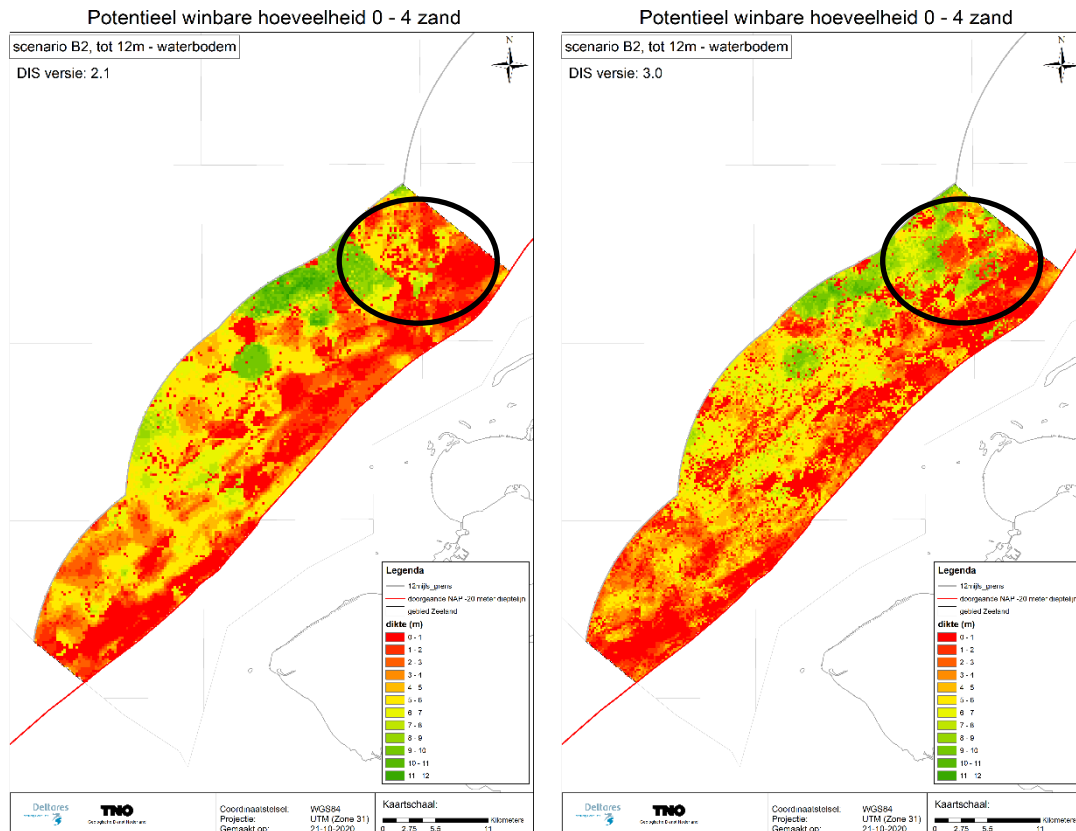 Potentieel winbare hoeveelheid 0 - 4 zand
scenario B2, tot 12m - waterbodem
DIS versie: 2.1
N
Legenda
12mijls_grens
doorgaande NAP -20 meter dieptelijn
gebied Zeeland
dikte (m)
0 - 1
1 - 2
2 - 3
3 - 4
4 - 5
5 - 6
6 - 7
7 - 8
8 - 9
9 - 10
10 - 11
11 - 12
Deltares
TNO
Geologische Dienst Nederland
Coordinaatstelsel: WGS84
Projectie: UTM (Zone 31)
Gemaakt op: 21-10-2020
Kaartschaal:
Kilometers
0 2.75 5.5 11
Potentieel winbare hoeveelheid 0 - 4 zand
scenario B2, tot 12m - waterbodem
DIS versie: 3.0
N
Legenda
12mijls_grens
doorgaande NAP -20 meter dieptelijn
gebied Zeeland
dikte (m)
0 - 1
1 - 2
2 - 3
3 - 4
4 - 5
5 - 6
6 - 7
7 - 8
8 - 9
9 - 10
10 - 11
11 - 12
Deltares
TNO
Geologische Dienst Nederland
Coordinaatstelsel: WGS84
Projectie: UTM (Zone 31)
Gemaakt op: 21-10-2020
Kaartschaal:
Kilometers
0 2.75 5.5 11